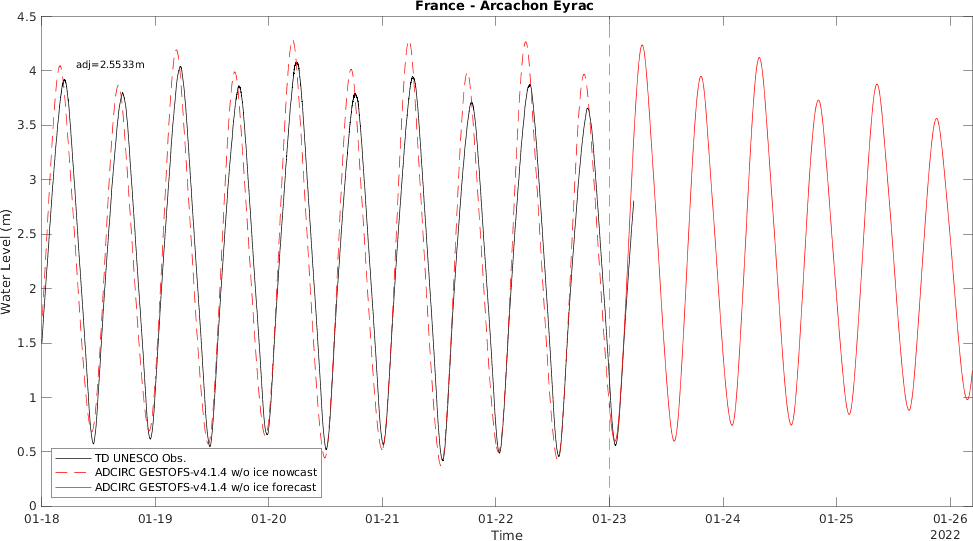 France - Arcachon Eyrac
4.5
4
3.5
3
2.5
2
1.5
1
0.5
0
Water Level (m)
adj=2.5533m
TD UNESCO Obs.
ADCIRC GESTOFS-v4.1.4 w/o ice nowcast
ADCIRC GESTOFS-v4.1.4 w/o ice forecast
01-18 01-19 01-20 01-21 01-22 01-23 01-24 01-25 01-26
Time
2022